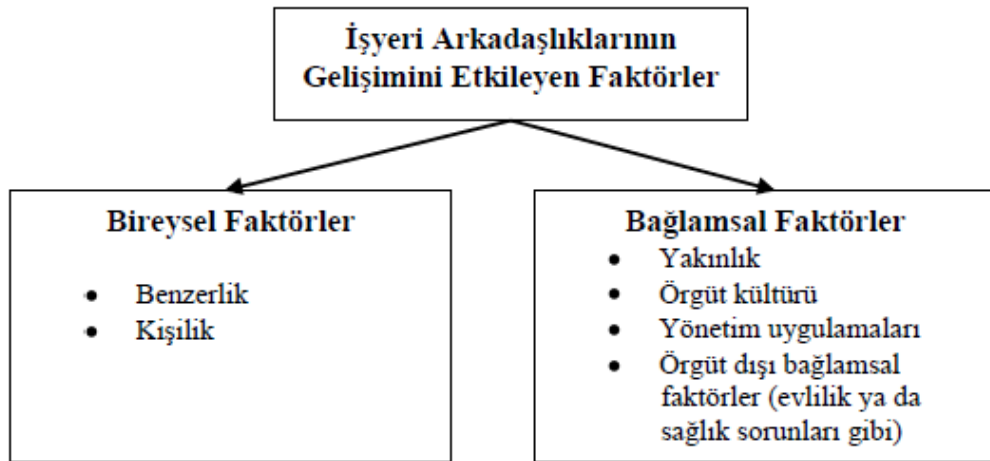 İşyeri Arkadaşlıklarının
Gelişimini Etkileyen Faktörler
Bireysel Faktörler
• Benzerlik
• Kişilik
Bağlamsal Faktörler
• Yakınlık
• Örgüt kültürü
• Yönetim uygulamaları
• Örgüt dışı bağlamsal
faktörler (evlilik ya da
sağlık sorunları gibi)